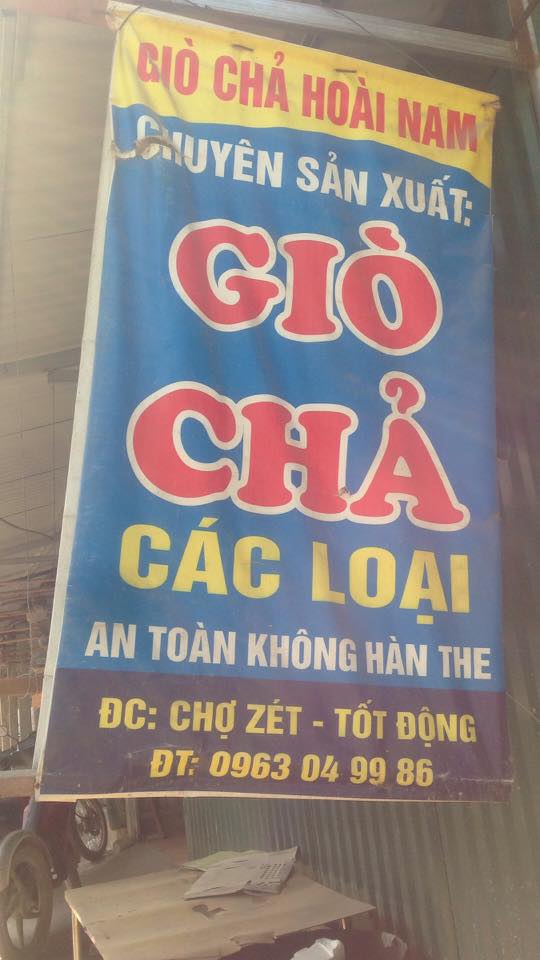 GIÒ CHẢ HOÀI NAM
CHUYÊN SẢN XUẤT:
GIÒ
CHẢ
CÁC LOẠI
AN TOÀN KHÔNG HÀN THE
ĐC: CHỢ ZÉT - TỐT ĐỘNG
ĐT: 0963 04 99 86